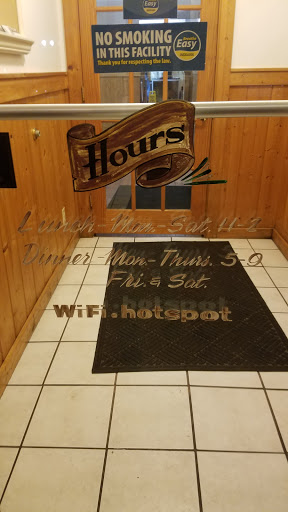 Easy
NO SMOKING
IN THIS FACILITY
Thank you for respecting the law.
Breathe
Easy
Hours
Lunch Mon.-Sat. 11-2
Dinner-Mon.-Thurs. 5-9
Fri. & Sat.
WiFi.hotspot